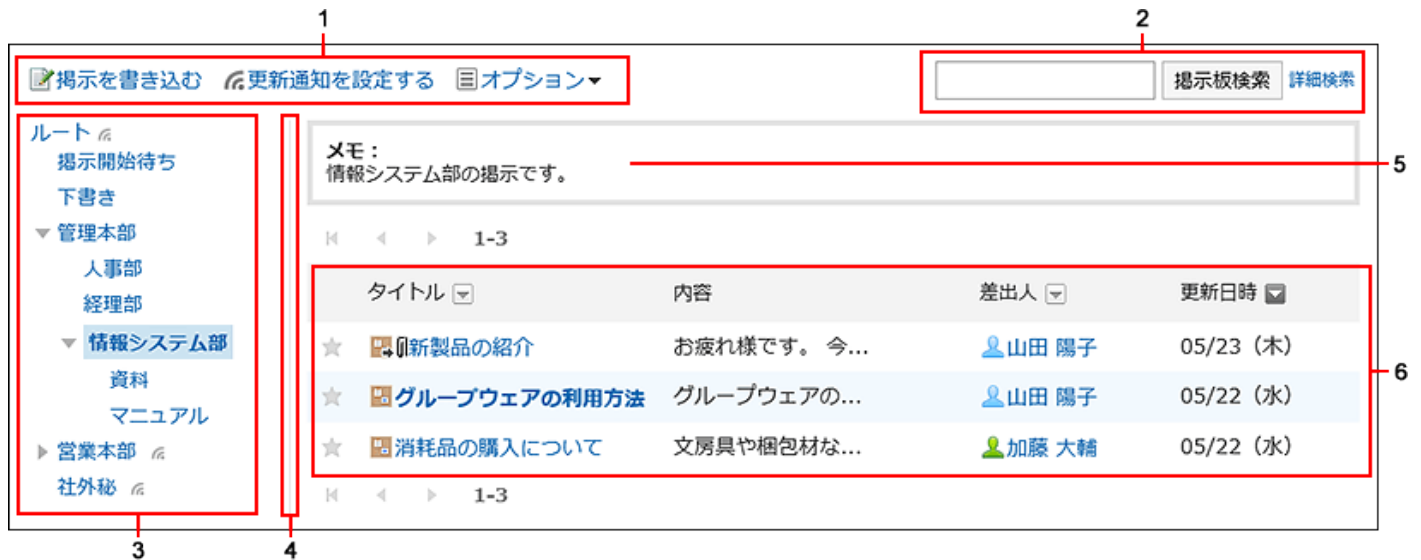 1
2
掲示を書き込む 更新通知を設定する オプション
掲示板検索 詳細検索
ルート
掲示開始待ち
下書き
管理本部
人事部
経理部
情報システム部
資料
マニュアル
営業本部
社外秘
3
4
メモ：
情報システム部の掲示です。
5
1-3
タイトル 内容 差出人 更新日時
新製品の紹介 お疲れ様です。 今... 山田 陽子 05/23（木）
グループウェアの利用方法 グループウェアの... 山田 陽子 05/22（水）
消耗品の購入について 文房具や梱包材な... 加藤 大輔 05/22（水）
6
1-3